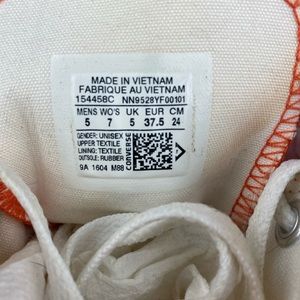 MADE IN VIETNAM
FABRIQUE AU VIETNAM
154458C NN9528YF00101
MENS WO'S UK EUR CM
5 7 5 37.5 24
GENDER: UNISEX
UPPER:TEXTILE
LINING: TEXTILE
OUTSOLE: RUBBER
9A 1604 M88
CONVERSE